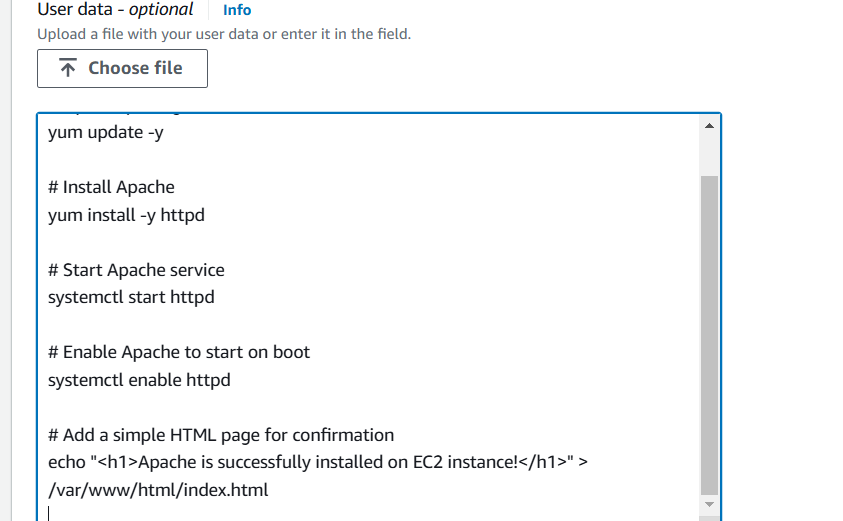 User data - optional Info
Upload a file with your user data or enter it in the field.
Choose file
yum update -y
# Install Apache
yum install -y httpd
# Start Apache service
systemctl start httpd
# Enable Apache to start on boot
systemctl enable httpd
# Add a simple HTML page for confirmation
echo "<h1>Apache is successfully installed on EC2 instance!</h1>" >
/var/www/html/index.html